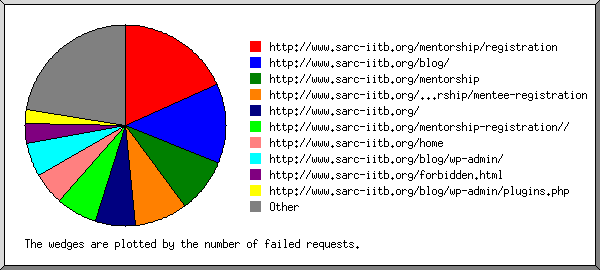 http://www.sarc-iitb.org/mentorship/registration
http://www.sarc-iitb.org/blog/
http://www.sarc-iitb.org/mentorship
http://www.sarc-iitb.org/...rship/mentee-registration
http://www.sarc-iitb.org/
http://www.sarc-iitb.org/mentorship-registration//
http://www.sarc-iitb.org/home
http://www.sarc-iitb.org/blog/wp-admin/
http://www.sarc-iitb.org/forbidden.html
http://www.sarc-iitb.org/blog/wp-admin/plugins.php
Other
The wedges are plotted by the number of failed requests.